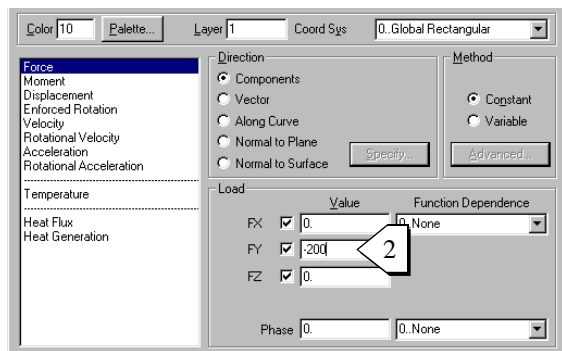 Color 10 Palette... Layer 1 Coord Sys 0..Global Rectangular
Force
Moment
Displacement
Enforced Rotation
Velocity
Rotational Velocity
Acceleration
Rotational Acceleration
Temperature
Heat Flux
Heat Generation
Direction
Components
Vector
Along Curve
Normal to Plane
Normal to Surface
Specify...
Method
Constant
Variable
Advanced...
Load
Value Function Dependence
FX 0. 0..None
FY -200 2
FZ 0.
Phase 0. 0..None